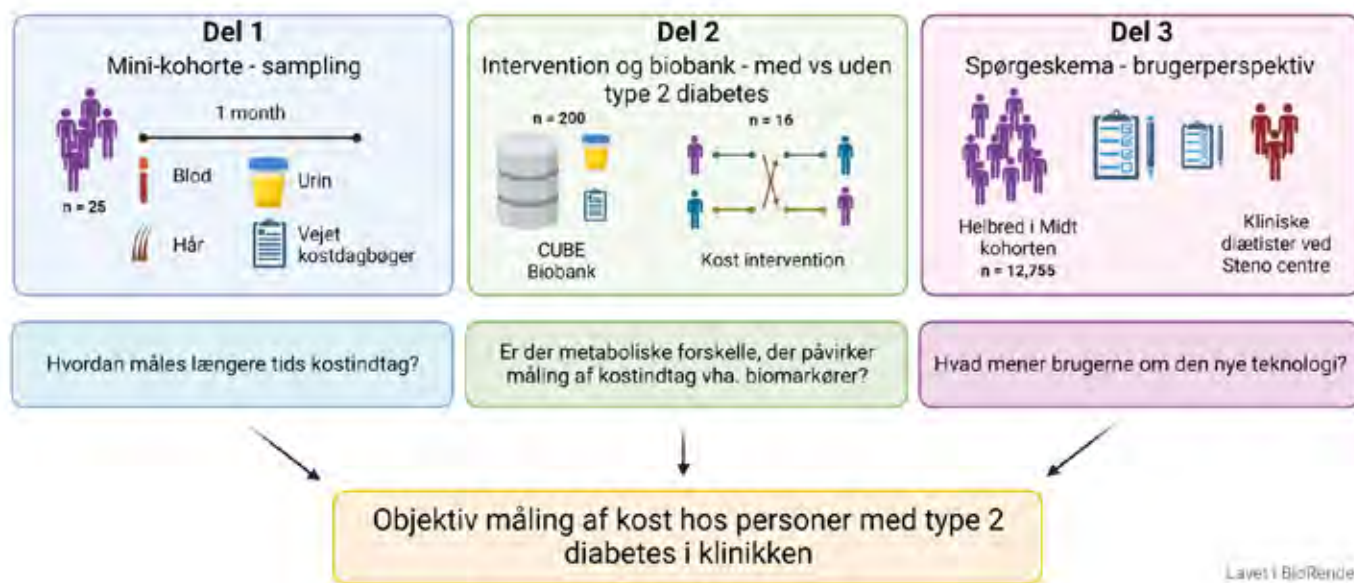 Del 1
Mini-kohorte - sampling
1 month
n = 25
Blod
Urin
Hår
Vejet
kostdagbøger
Del 2
Intervention og biobank - med vs uden
type 2 diabetes
n = 200
n = 16
CUBE
Biobank
Kost intervention
Del 3
Spørgeskema - brugerperspektiv
Helbred i Midt
kohorten
n = 12,755
Kliniske
diætister ved
Steno centre
Hvordan måles længere tids kostindtag?
Er der metaboliske forskelle, der påvirker
måling af kostindtag vha. biomarkører?
Hvad mener brugerne om den nye teknologi?
Objektiv måling af kost hos personer med type 2
diabetes i klinikken
Lavet i BioRende